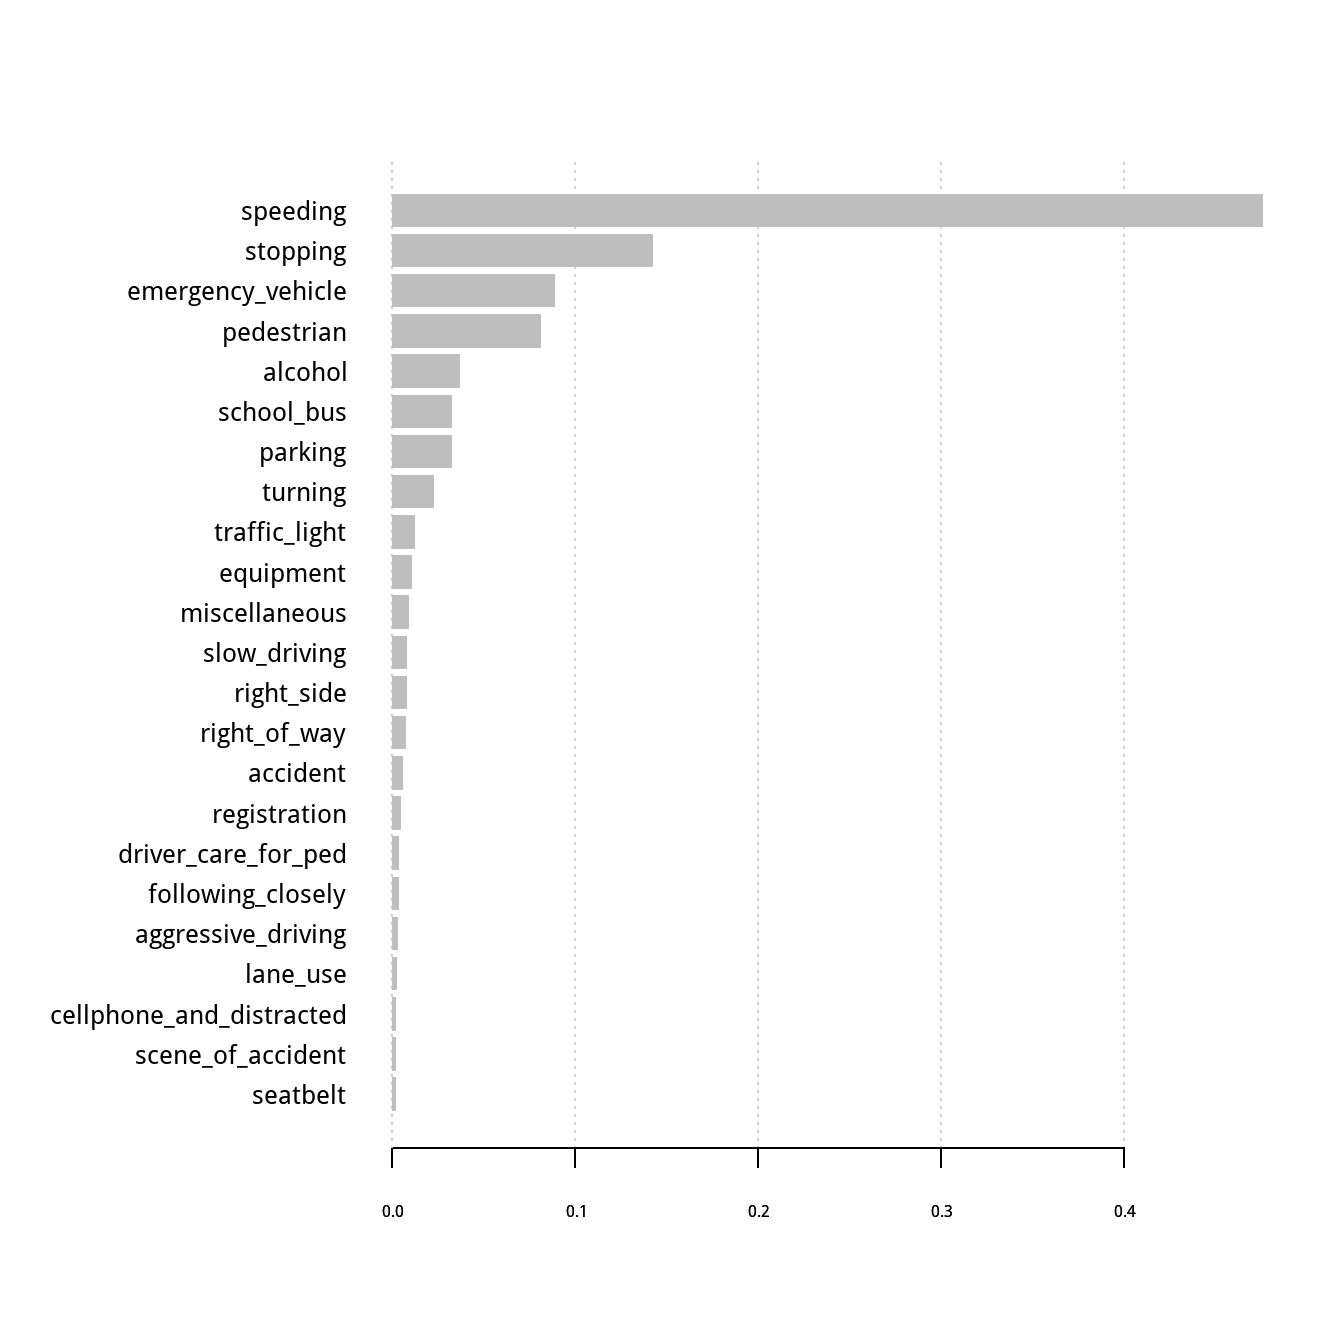 speeding
stopping
emergency_vehicle
pedestrian
alcohol
school_bus
parking
turning
traffic_light
equipment
miscellaneous
slow_driving
right_side
right_of_way
accident
registration
driver_care_for_ped
following_closely
aggressive_driving
lane_use
cellphone_and_distracted
scene_of_accident
seatbelt
0.0 0.1 0.2 0.3 0.4